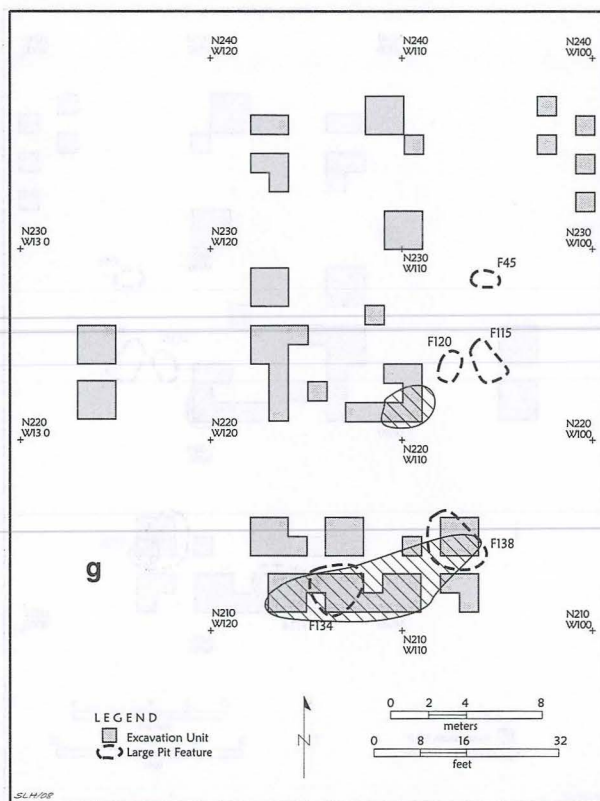 N240 N240 N240
W120 W110 W100
N230 N230 N230 N230
W13 0 W120 W110 W100
F45
F120 F115
N220 N220 N220 N220
W13 0 W120 W110 W100
g
F138
F134
N210 N210 N210
W120 W110 W100
LEGEND
Excavation Unit
Large Pit Feature
N
0 2 4 8
meters
0 8 16 32
feet
SLH/08